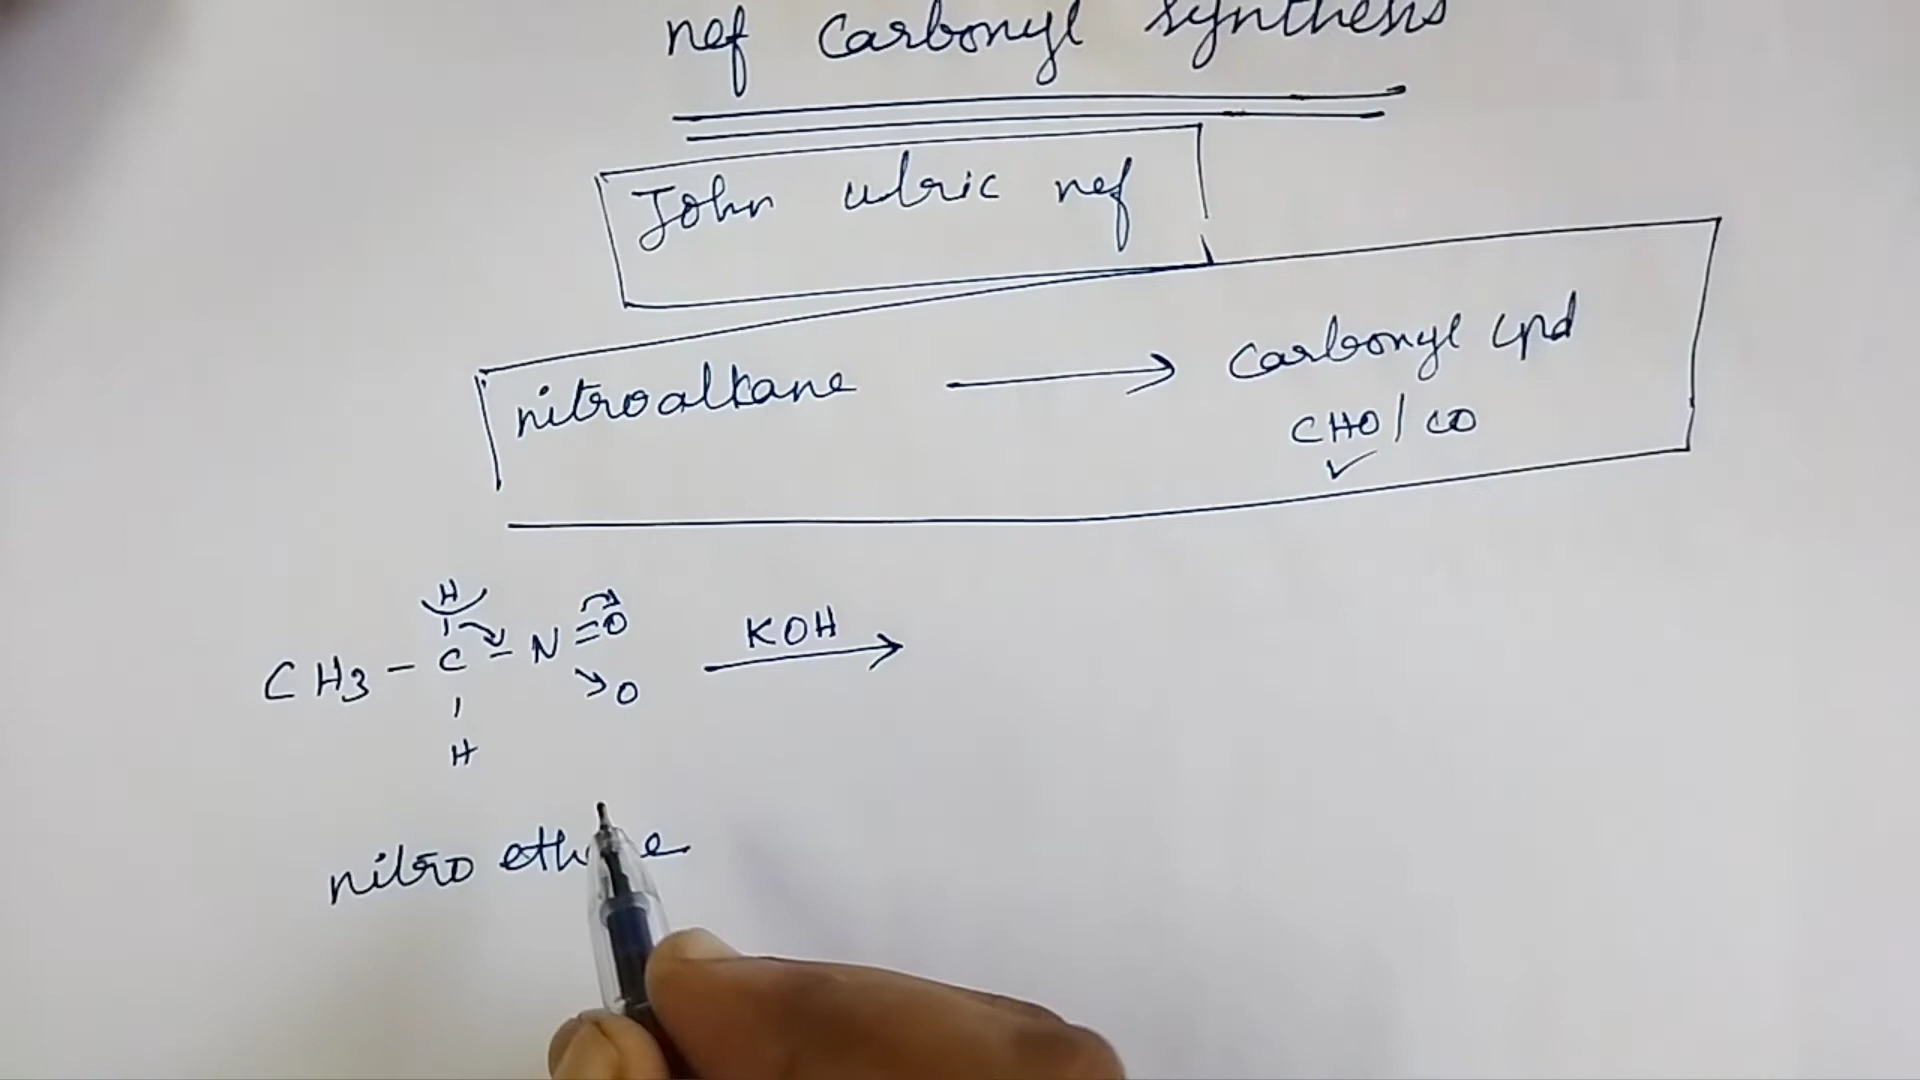 nef carbonyl synthesis
John ulric nef
nitroalkane → carbonyl cpd
CHO / CO
✓
H
CH3 - C - N = O KOH →
→ O
H
nitro ethane